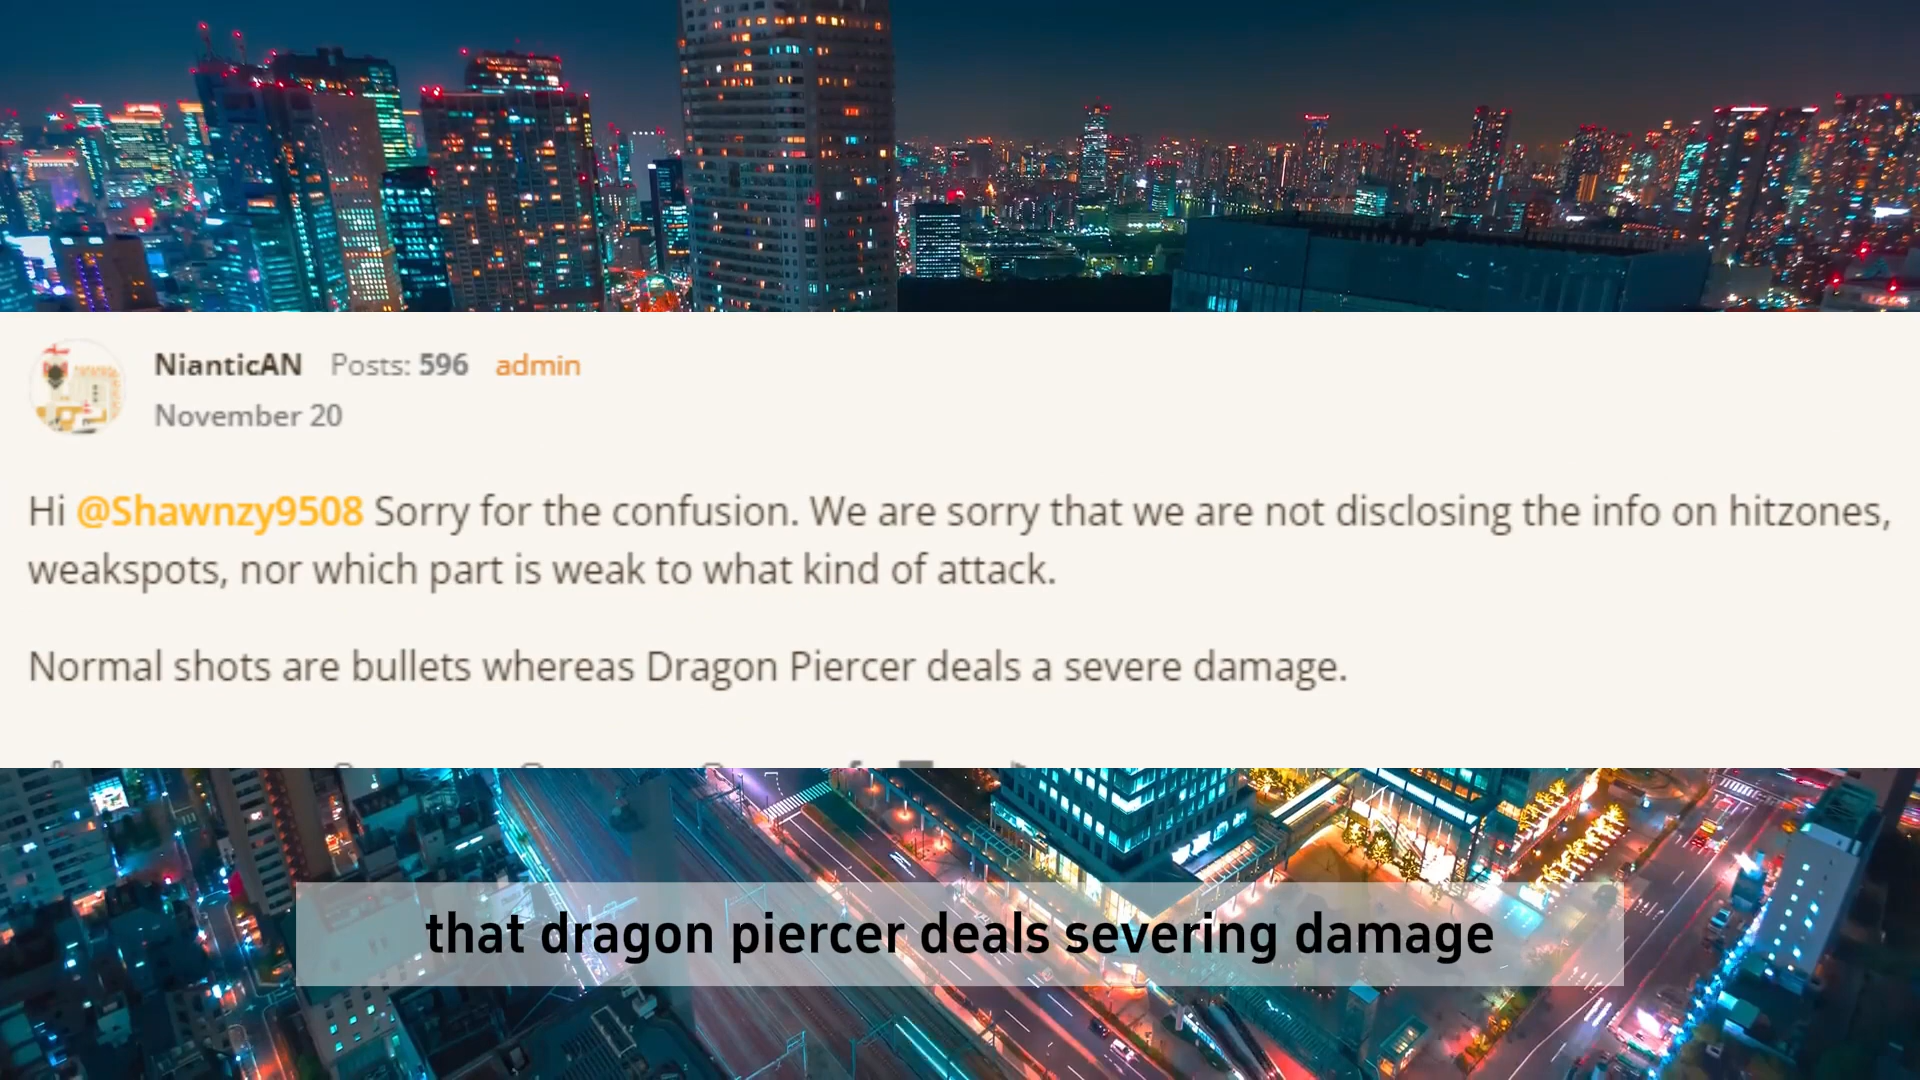 NianticAN Posts: 596 admin
November 20
Hi @Shawnzy9508 Sorry for the confusion. We are sorry that we are not disclosing the info on hitzones,
weakspots, nor which part is weak to what kind of attack.
Normal shots are bullets whereas Dragon Piercer deals a severe damage.
that dragon piercer deals severing damage